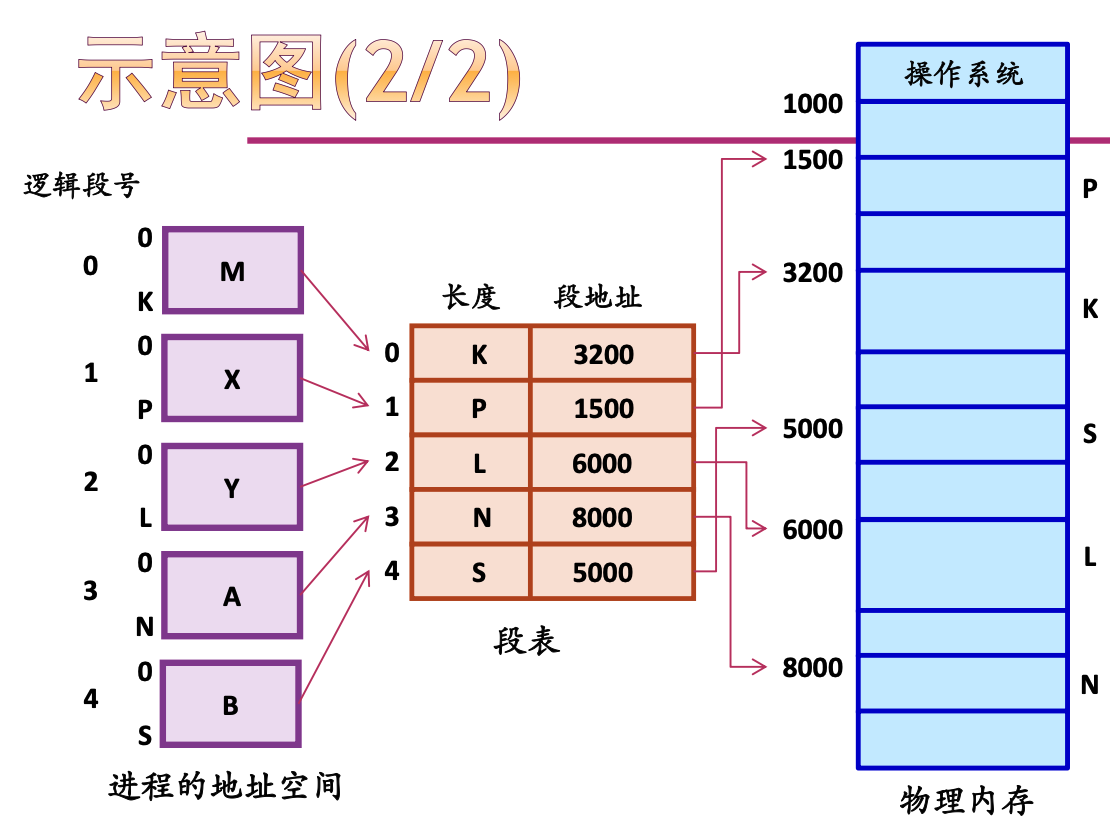 示意图(2/2)
逻辑段号
0
0
K
M
1
0
P
X
2
0
L
Y
3
0
N
A
4
0
S
B
进程的地址空间
长度 段地址
0 K 3200
1 P 1500
2 L 6000
3 N 8000
4 S 5000
段表
操作系统
1000
1500
P
3200
K
5000
S
6000
L
8000
N
物理内存